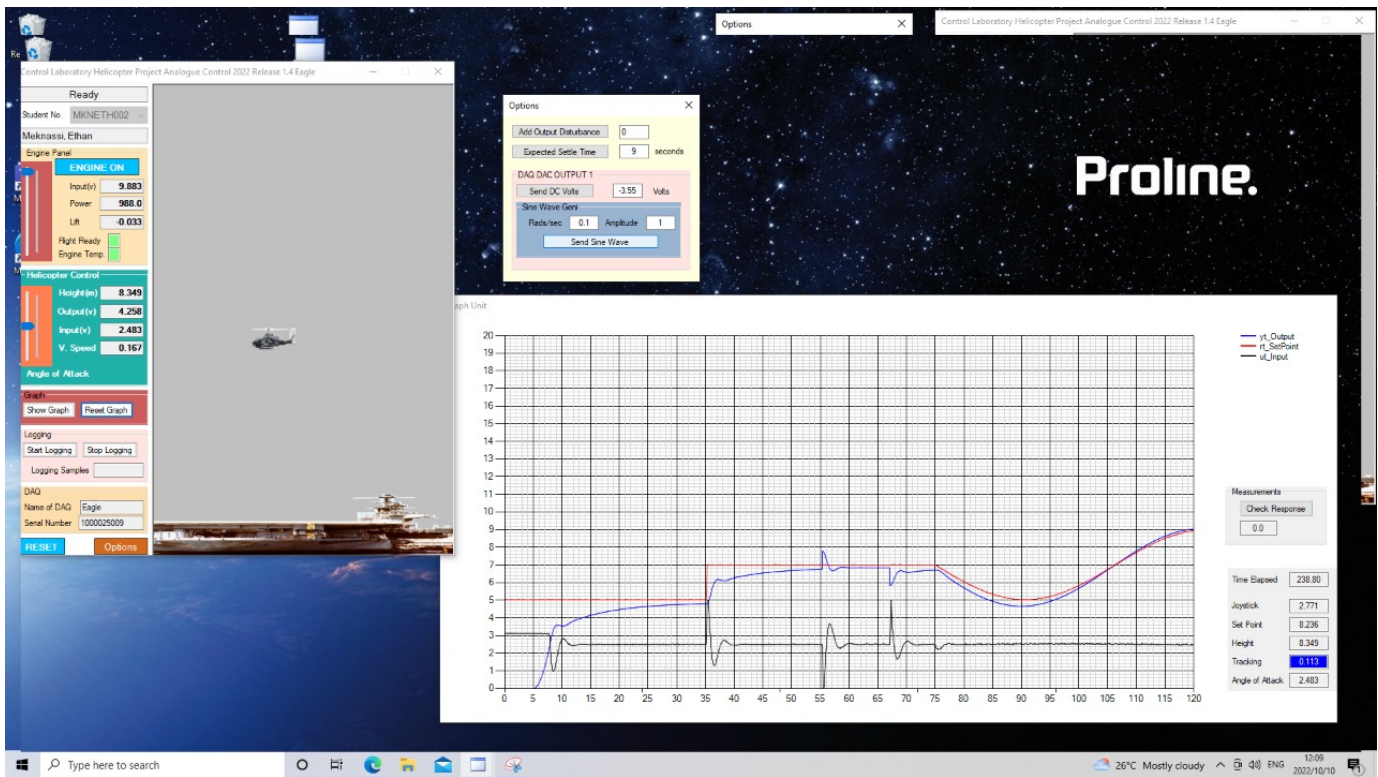 Options
Control Laboratory Helicopter Project Analogue Control 2022 Release 1.4 Eagle
Re
Control Laboratory Helicopter Project Analogue Control 2022 Release 1.4 Eagle
Ready
Student No. MKNETH002
Meknassi, Ethan
Engine Panel
ENGINE ON
Input(v) 9.883
Power 988.0
Lift -0.033
Flight Ready
Engine Temp
Helicopter Control
Height(m) 8.349
Output(v) 4.258
Input(v) 2.483
V. Speed 0.167
Angle of Attack
Graph
Show Graph Reset Graph
Logging
Start Logging Stop Logging
Logging Samples
DAQ
Name of DAQ Eagle
Serial Number 1000025009
RESET Options
Options
Add Output Disturbance 0
Expected Settle Time 9 seconds
DAQ DAC OUTPUT 1
Send DC Volts -3.55 Volts
Sine Wave Geni
Rads/sec 0.1 Amplitude 1
Send Sine Wave
Proline.
aph Unit
20
19
18
17
16
15
14
13
12
11
10
9
8
7
6
5
4
3
2
1
0
0 5 10 15 20 25 30 35 40 45 50 55 60 65 70 75 80 85 90 95 100 105 110 115 120
yt_Output
rt_SetPoint
ut_Input
Measurements
Check Response
0.0
Time Elapsed 238.80
Joystick 2.771
Set Point 8.236
Height 8.349
Tracking 0.113
Angle of Attack 2.483
Type here to search
26°C Mostly cloudy
ENG
12:09
2022/10/10
1